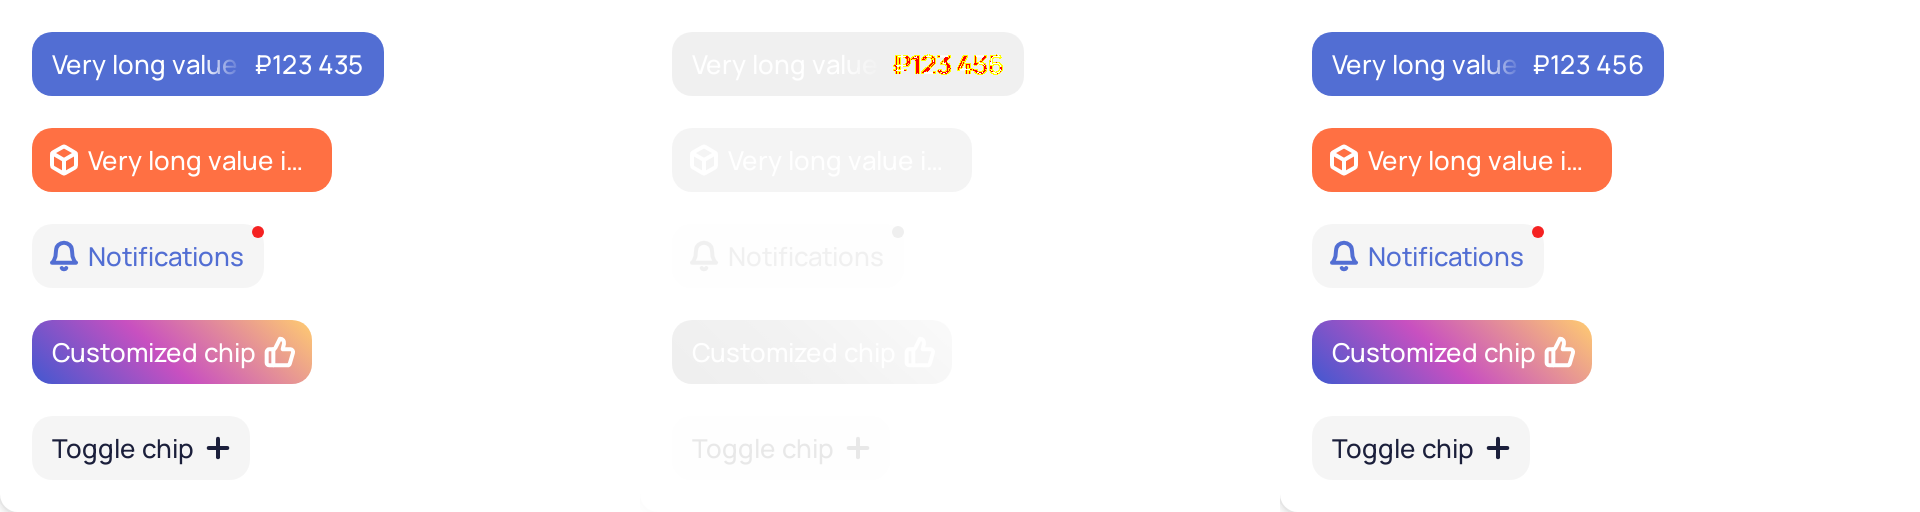 Very long value ₽123 435
Very long value i...
Notifications
Customized chip
Toggle chip
Very long value
Very long value i...
Notifications
Customized chip
Toggle chip
Very long value ₽123 456
Very long value i...
Notifications
Customized chip
Toggle chip